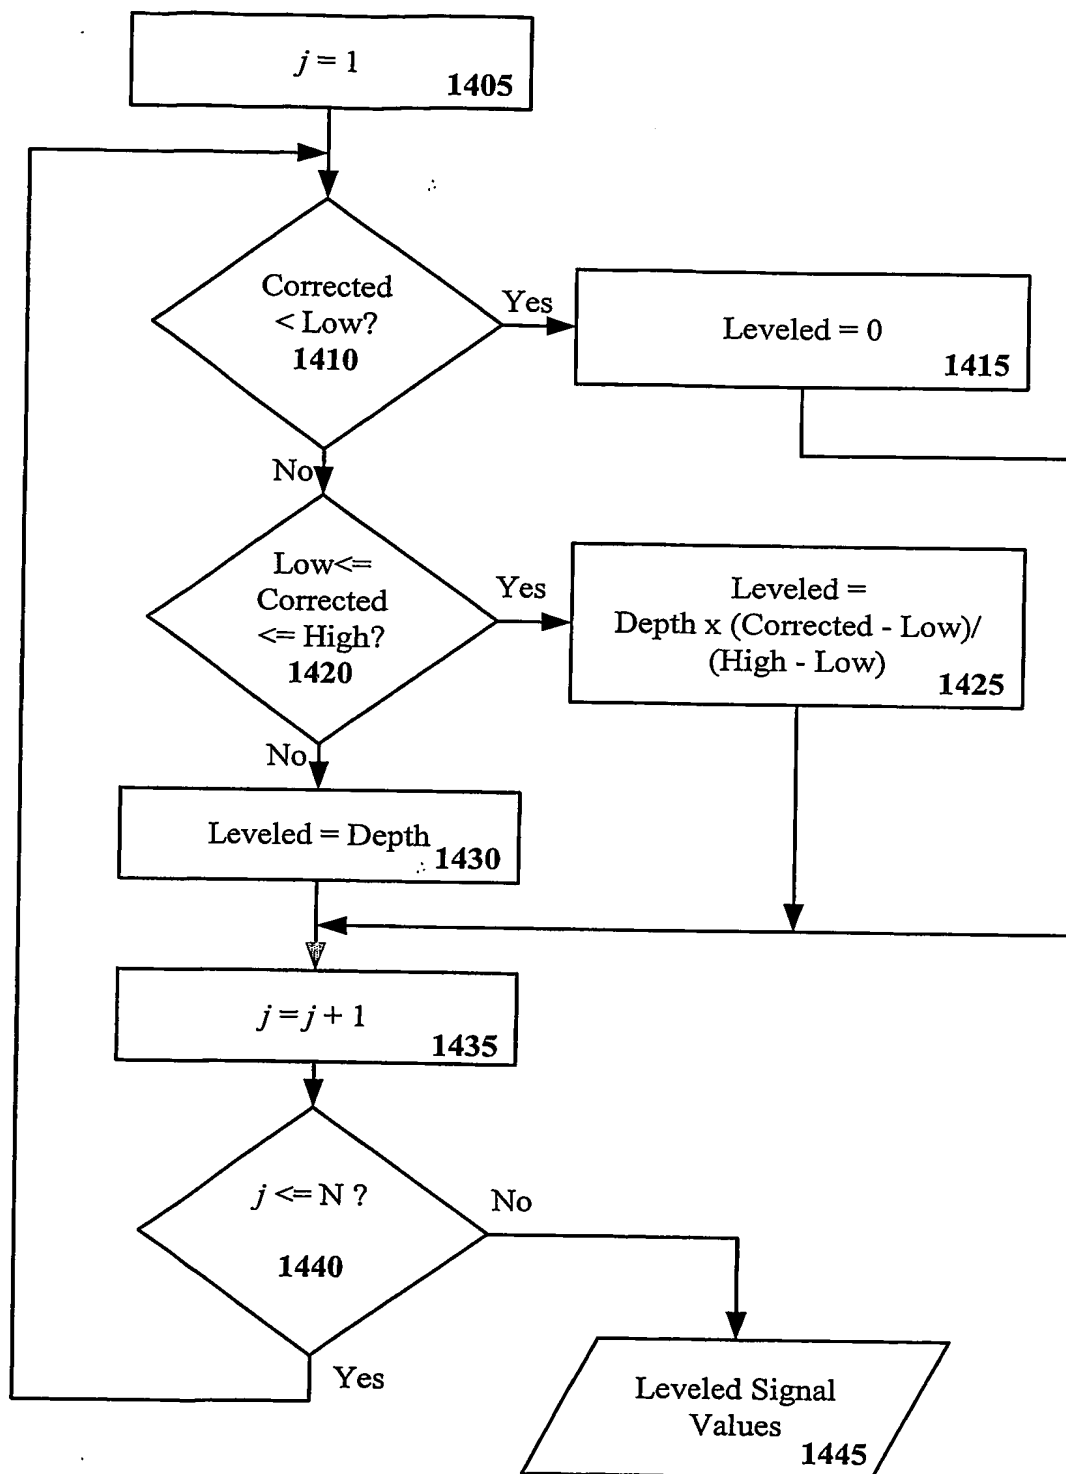 j = 1
1405
Corrected
< Low?
1410
Yes
Leveled = 0
1415
No
Low<=
Corrected
<= High?
1420
Yes
Leveled =
Depth x (Corrected - Low)/
(High - Low)
1425
No
Leveled = Depth
1430
j = j + 1
1435
j <= N ?
1440
No
Yes
Leveled Signal
Values
1445